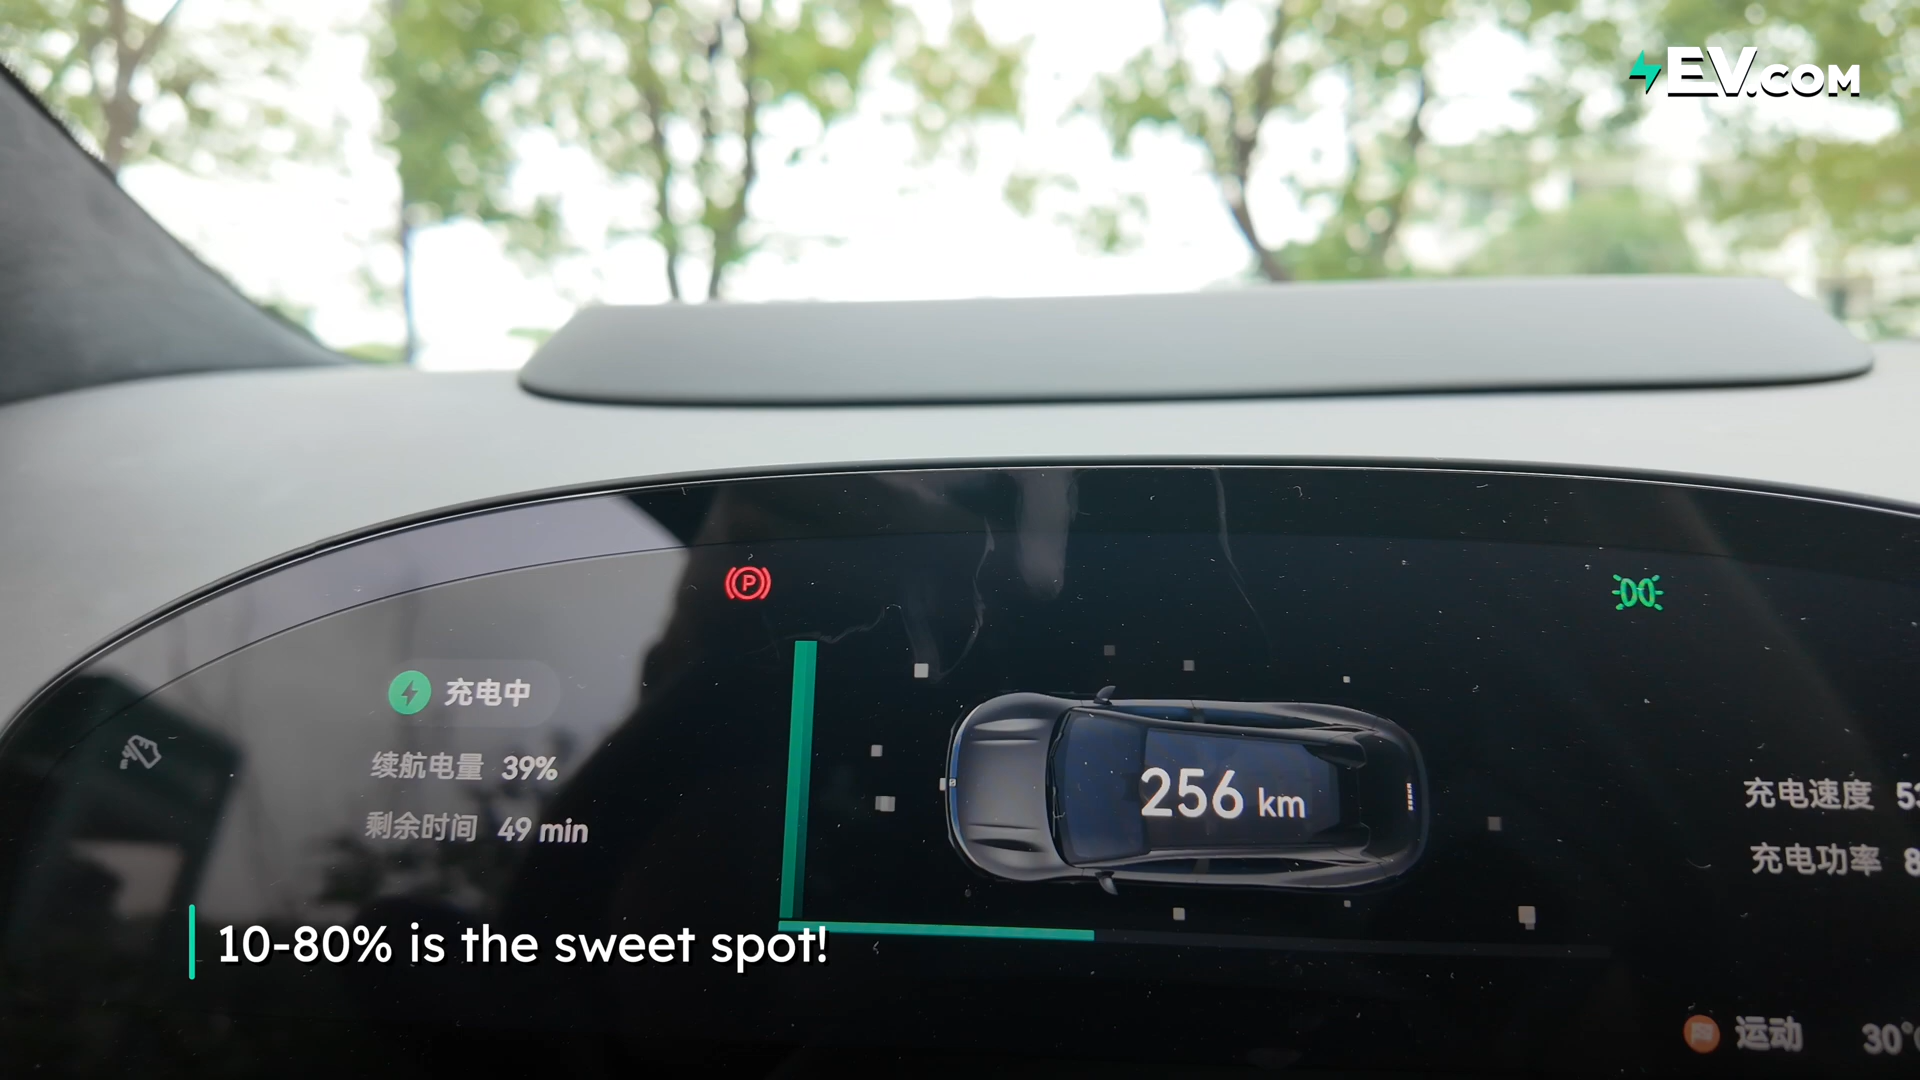 EV.COM
P
充电中
续航电量 39%
剩余时间 49 min
256 km
充电速度
充电功率
10-80% is the sweet spot!
运动 30°